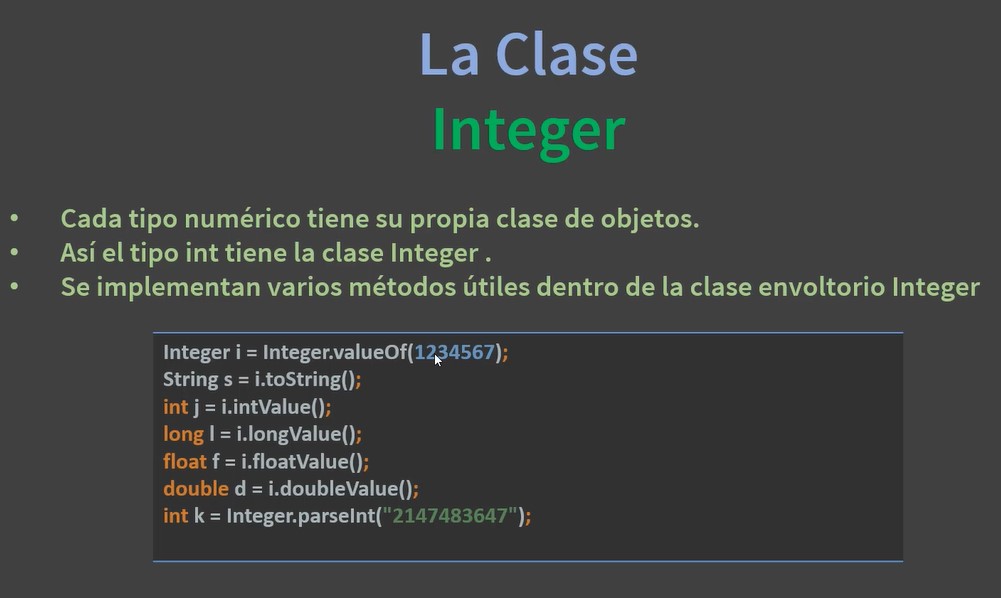 La Clase
Integer
• Cada tipo numérico tiene su propia clase de objetos.
• Así el tipo int tiene la clase Integer .
• Se implementan varios métodos útiles dentro de la clase envoltorio Integer
Integer i = Integer.valueOf(1234567);
String s = i.toString();
int j = i.intValue();
long l = i.longValue();
float f = i.floatValue();
double d = i.doubleValue();
int k = Integer.parseInt("2147483647");